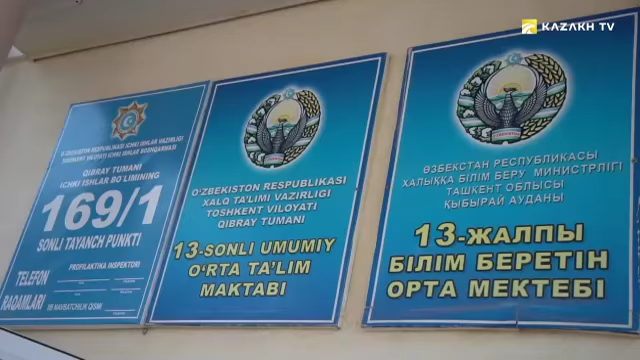 KAZAKH TV
O'ZBEKISTON RESPUBLIKASI ICHKI ISHLAR VAZIRLIGI
TOSHKENT VILOYATI ICHKI ISHLAR BOSHQARMASI
QIBRAY TUMANI
ICHKI ISHLAR BO'LIMINING
169/1
SONLI TAYANCH PUNKTI
PROFILAKTIKA INSPEKTORI
TELEFON
RAQAMLARI
IIB NAVBATCHILIK QISMI
O'ZBEKISTON RESPUBLIKASI
XALQ TA'LIMI VAZIRLIGI
TOSHKENT VILOYATI
QIBRAY TUMANI
13-SONLI UMUMIY
O'RTA TA'LIM
MAKTABI
ӨЗБЕКСТАН РЕСПУБЛИКАСЫ
ХАЛЫҚҚА БІЛІМ БЕРУ МИНИСТРЛІГІ
ТАШКЕНТ ОБЛЫСЫ
ҚЫБЫРАЙ АУДАНЫ
13-ЖАЛПЫ
БІЛІМ БЕРЕТІН
ОРТА МЕКТЕБІ